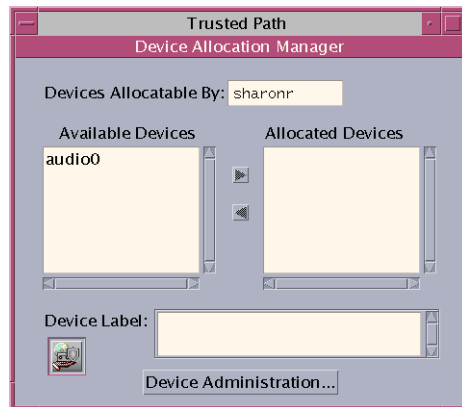 Trusted Path
Device Allocation Manager
Devices Allocatable By: sharonr
Available Devices Allocated Devices
audio0
Device Label:
Device Administration...